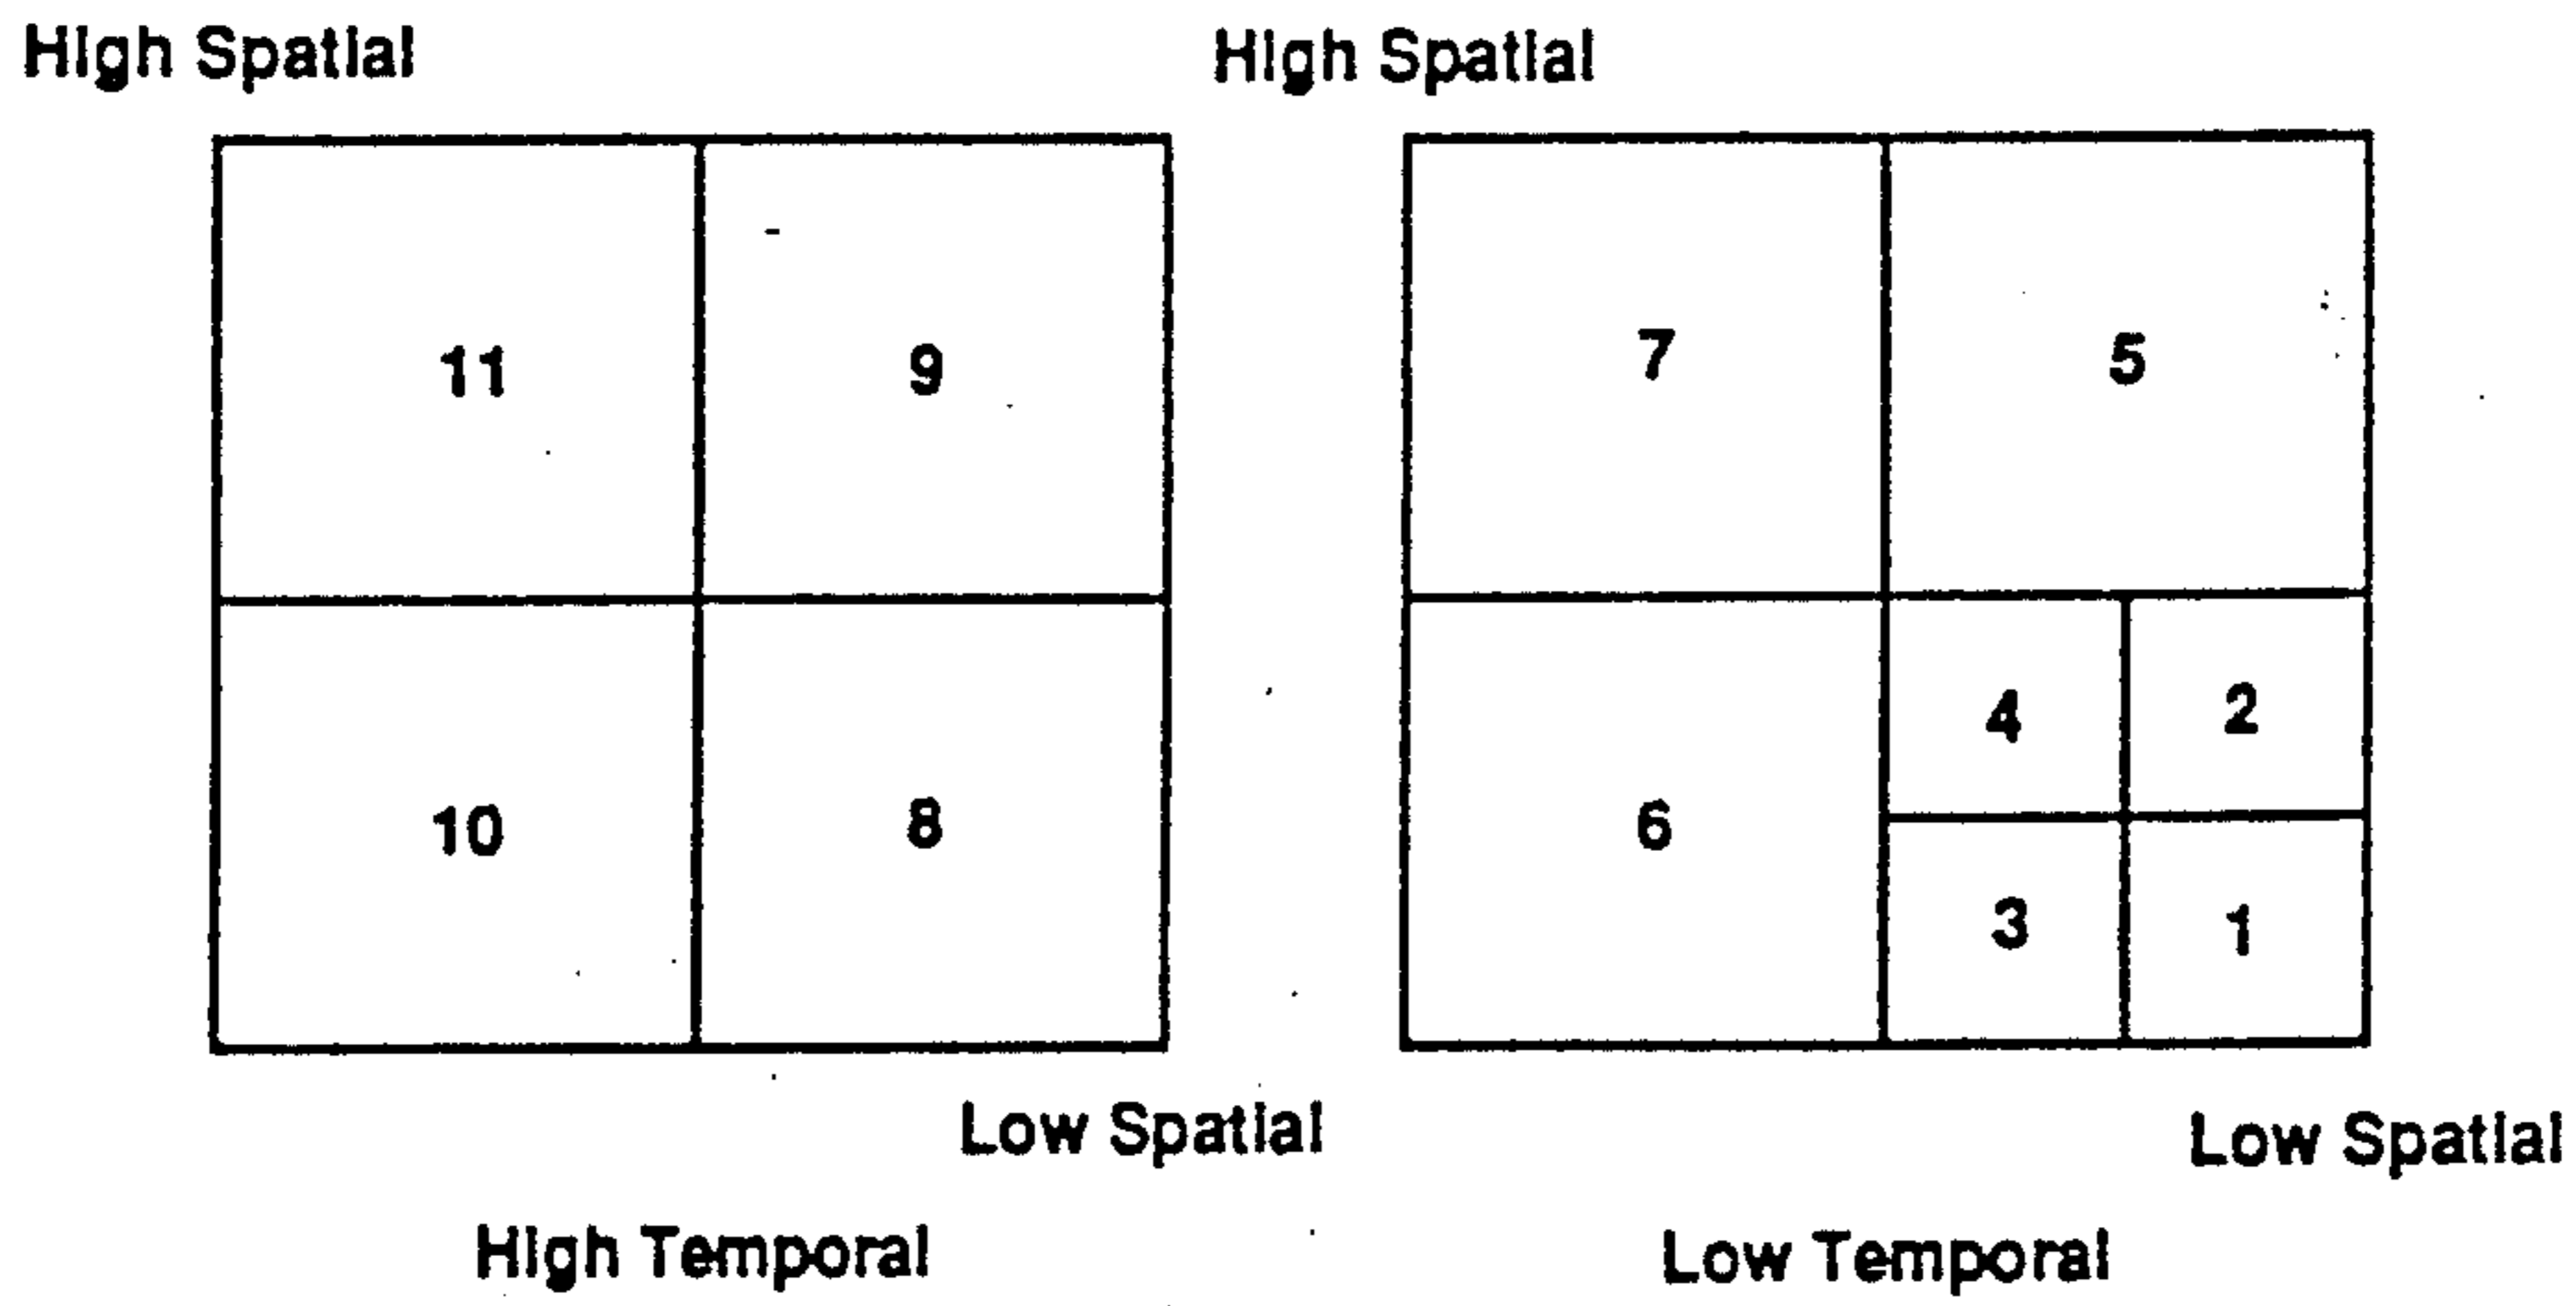 High Spatial High Spatial
11 9 7 5
4 2
10 8 6
3 1
Low Spatial Low Spatial
High Temporal Low Temporal